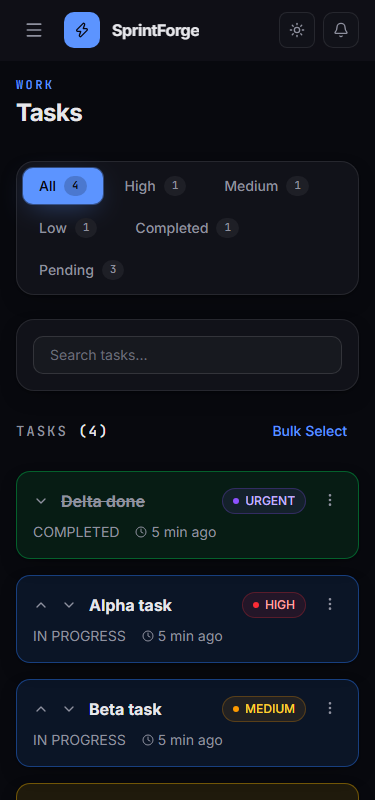 SprintForge
WORK
Tasks
All 4 High 1 Medium 1
Low 1 Completed 1
Pending 3
Search tasks...
TASKS (4) Bulk Select
Delta done URGENT
COMPLETED 5 min ago
Alpha task HIGH
IN PROGRESS 5 min ago
Beta task MEDIUM
IN PROGRESS 5 min ago